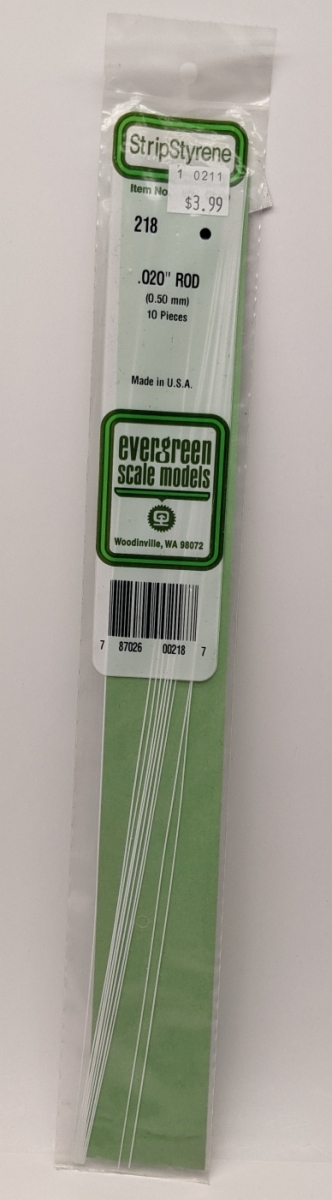 StripStyrene
Item No
1 0211
$3.99
218
.020" ROD
(0.50 mm)
10 Pieces
Made in U.S.A.
evergreen
scale models
Woodinville, WA 98072
7 87026 00218 7